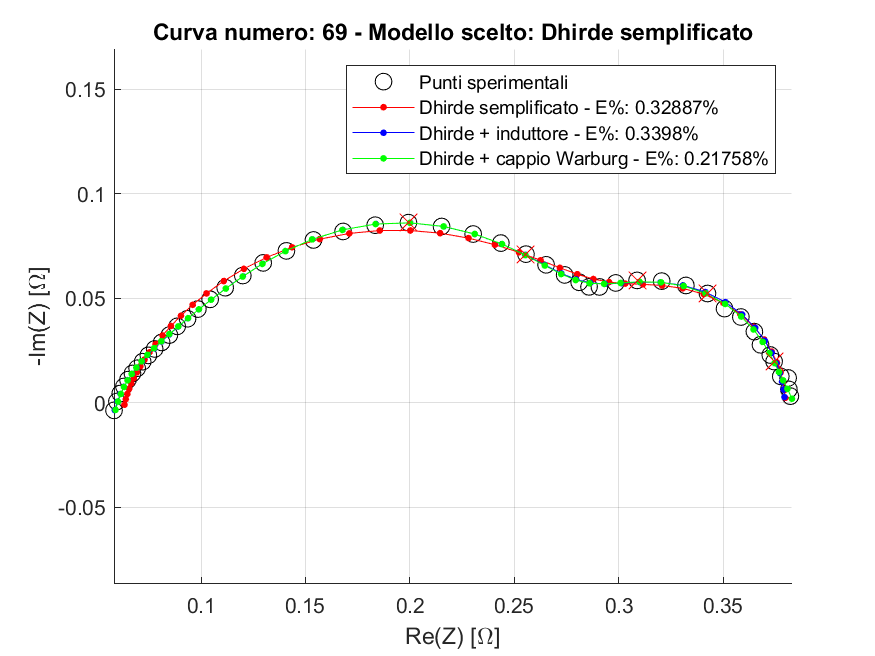 Curva numero: 69 - Modello scelto: Dhirde semplificato
Punti sperimentali
Dhirde semplificato - E%: 0.32887%
Dhirde + induttore - E%: 0.3398%
Dhirde + cappio Warburg - E%: 0.21758%
0.15
0.1
0.05
0
-0.05
-Im(Z) [Ω]
0.1 0.15 0.2 0.25 0.3 0.35
Re(Z) [Ω]